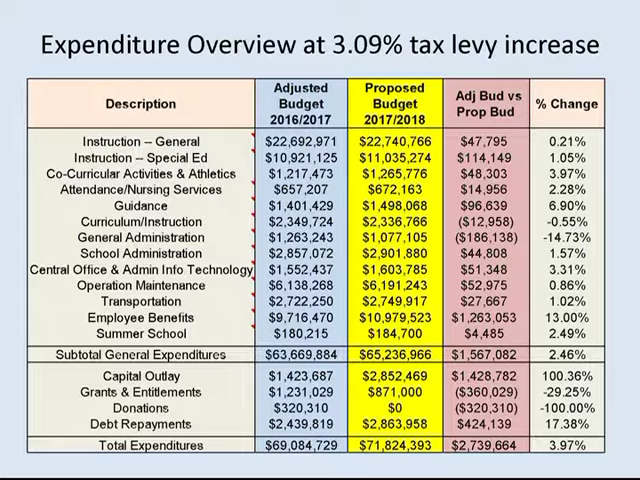 Expenditure Overview at 3.09% tax levy increase
Description Adjusted Budget 2016/2017 Proposed Budget 2017/2018 Adj Bud vs Prop Bud % Change
Instruction -- General $22,692,971 $22,740,766 $47,795 0.21%
Instruction -- Special Ed $10,921,125 $11,035,274 $114,149 1.05%
Co-Curricular Activities & Athletics $1,217,473 $1,265,776 $48,303 3.97%
Attendance/Nursing Services $657,207 $672,163 $14,956 2.28%
Guidance $1,401,429 $1,498,068 $96,639 6.90%
Curriculum/Instruction $2,349,724 $2,336,766 ($12,958) -0.55%
General Administration $1,263,243 $1,077,105 ($186,138) -14.73%
School Administration $2,857,072 $2,901,880 $44,808 1.57%
Central Office & Admin Info Technology $1,552,437 $1,603,785 $51,348 3.31%
Operation Maintenance $6,138,268 $6,191,243 $52,975 0.86%
Transportation $2,722,250 $2,749,917 $27,667 1.02%
Employee Benefits $9,716,470 $10,979,523 $1,263,053 13.00%
Summer School $180,215 $184,700 $4,485 2.49%
Subtotal General Expenditures $63,669,884 $65,236,966 $1,567,082 2.46%
Capital Outlay $1,423,687 $2,852,469 $1,428,782 100.36%
Grants & Entitlements $1,231,029 $871,000 ($360,029) -29.25%
Donations $320,310 $0 ($320,310) -100.00%
Debt Repayments $2,439,819 $2,863,958 $424,139 17.38%
Total Expenditures $69,084,729 $71,824,393 $2,739,664 3.97%